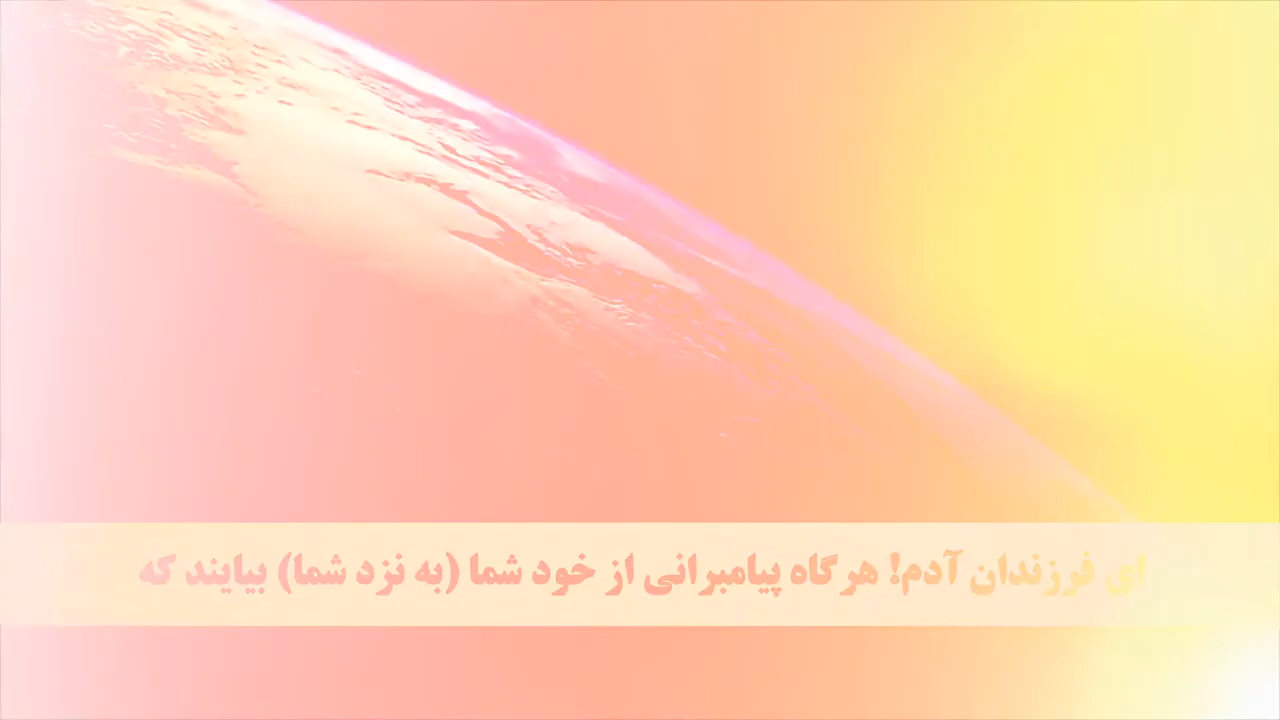 ای فرزندان آدم! هرگاه پیامبرانی از خود شما (به نزد شما) بیایند که